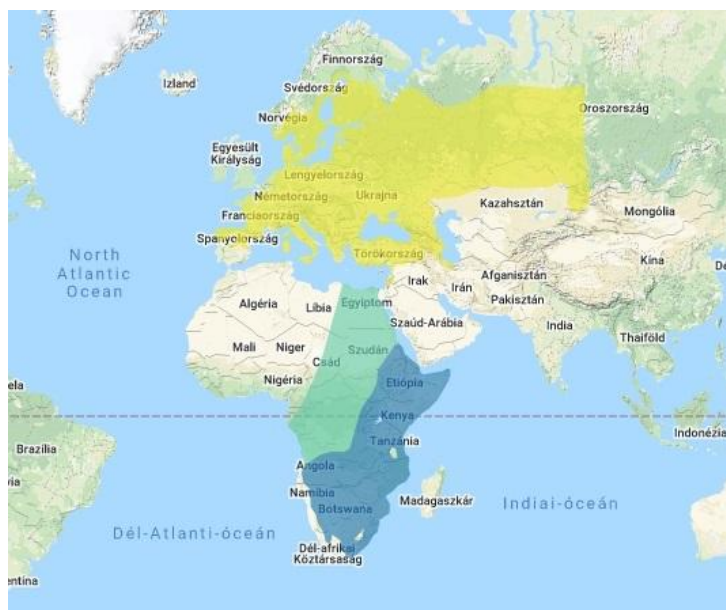 Finnország
Izland
Svédország
Norvégia
Oroszország
Egyesült
Királyság
Lengyelország
Németország
Ukrajna
Kazahsztán
Mongólia
Franciaország
Spanyolország
Törökország
North
Atlantic
Ocean
Kína
Afganisztán
Irak
Irán
Pakisztán
Algéria
Líbia
Egyiptom
Szaúd-Arábia
India
Thaiföld
Mali
Niger
Csád
Szudán
Nigéria
Etiópia
Kenya
Indonézia
Tanzánia
Brazília
Angola
Namíbia
Botswana
Madagaszkár
Indiai-óceán
Dél-Atlanti-óceán
Dél-afrikai
Köztársaság